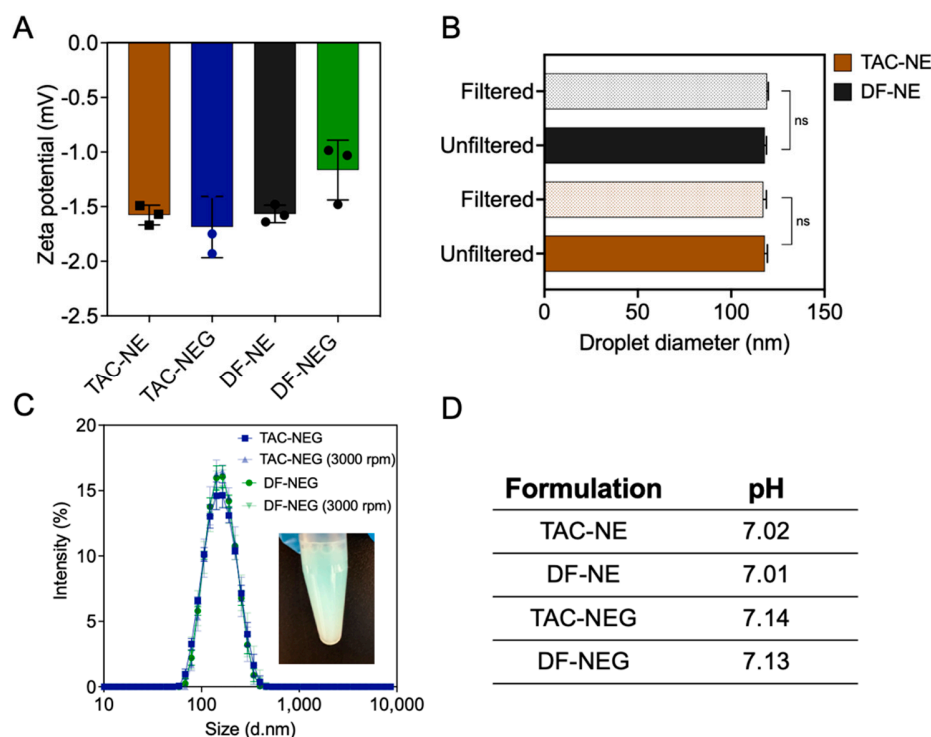 A
Zeta potential (mV)
0.0
-0.5
-1.0
-1.5
-2.0
-2.5
TAC-NE
TAC-NEG
DF-NE
DF-NEG
B
TAC-NE
DF-NE
Filtered
Unfiltered
Filtered
Unfiltered
ns
ns
0 50 100 150
Droplet diameter (nm)
C
Intensity (%)
20
15
10
5
0
TAC-NEG
TAC-NEG (3000 rpm)
DF-NEG
DF-NEG (3000 rpm)
10 100 1,000 10,000
Size (d.nm)
D
Formulation pH
TAC-NE 7.02
DF-NE 7.01
TAC-NEG 7.14
DF-NEG 7.13